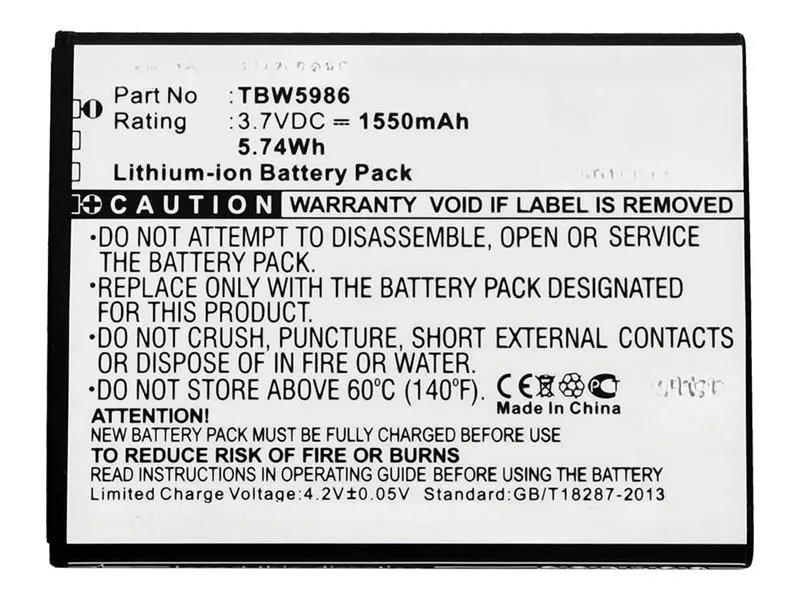 Part No :TBW5986
Rating :3.7VDC ⎓ 1550mAh
5.74Wh
Lithium-ion Battery Pack
CAUTION WARRANTY VOID IF LABEL IS REMOVED
•DO NOT ATTEMPT TO DISASSEMBLE, OPEN OR SERVICE
THE BATTERY PACK.
•REPLACE ONLY WITH THE BATTERY PACK DESIGNATED
FOR THIS PRODUCT.
•DO NOT CRUSH, PUNCTURE, SHORT EXTERNAL CONTACTS
OR DISPOSE OF IN FIRE OR WATER.
•DO NOT STORE ABOVE 60°C (140°F). CE
Made In China
ATTENTION!
NEW BATTERY PACK MUST BE FULLY CHARGED BEFORE USE
TO REDUCE RISK OF FIRE OR BURNS
READ INSTRUCTIONS IN OPERATING GUIDE BEFORE BATTERY USE
Limited Charge Voltage:4.2V±0.05V Standard:GB/T18287-2013